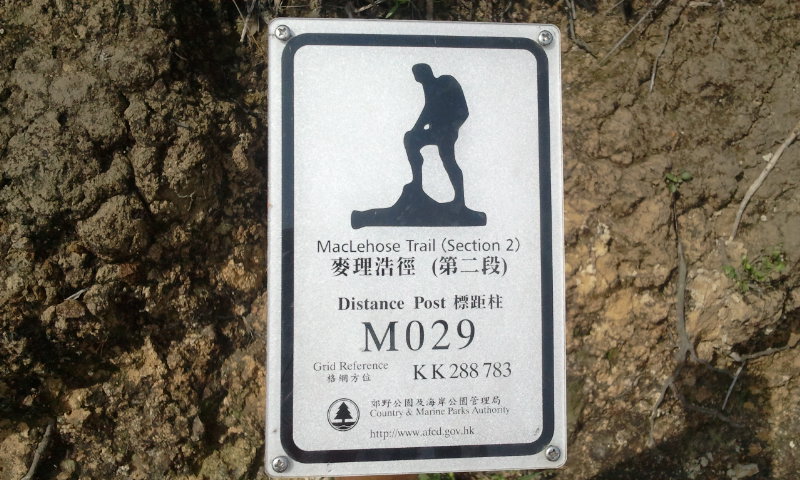 MacLehose Trail (Section 2)
麥理浩徑 (第二段)
Distance Post 標距柱
M029
Grid Reference KK 288 783
格網方位
郊野公園及海岸公園管理局
Country & Marine Parks Authority
http://www.afcd.gov.hk